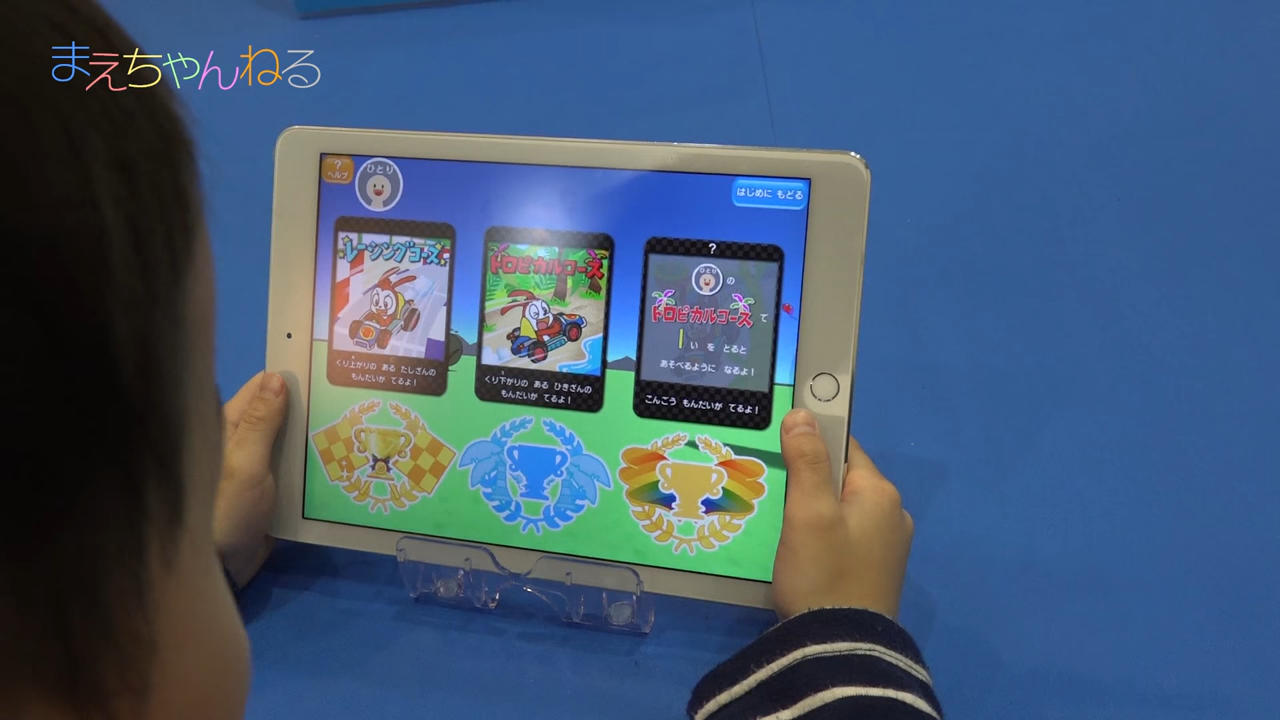 まえちゃんねる
?
ヘルプ
ひとり
はじめに もどる
レーシングコース
くり上がりの ある たしざんの
もんだいが てるよ!
トロピカルコース
くり下がりの ある ひきざんの
もんだいが てるよ!
?
ひとり の
トロピカルコース て
1 い を とると
あそべるように なるよ!
こんごう もんだいが てるよ!